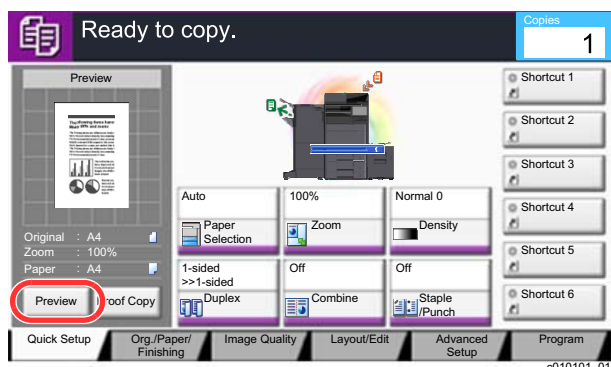 Ready to copy.
Copies
1
Preview
Original : A4
Zoom : 100%
Paper : A4
Preview
Proof Copy
Auto
Paper
Selection
100%
Zoom
Normal 0
Density
1-sided
>>1-sided
Duplex
Off
Combine
Off
Staple
/Punch
Shortcut 1
Shortcut 2
Shortcut 3
Shortcut 4
Shortcut 5
Shortcut 6
Quick Setup
Org./Paper/
Finishing
Image Quality
Layout/Edit
Advanced
Setup
Program